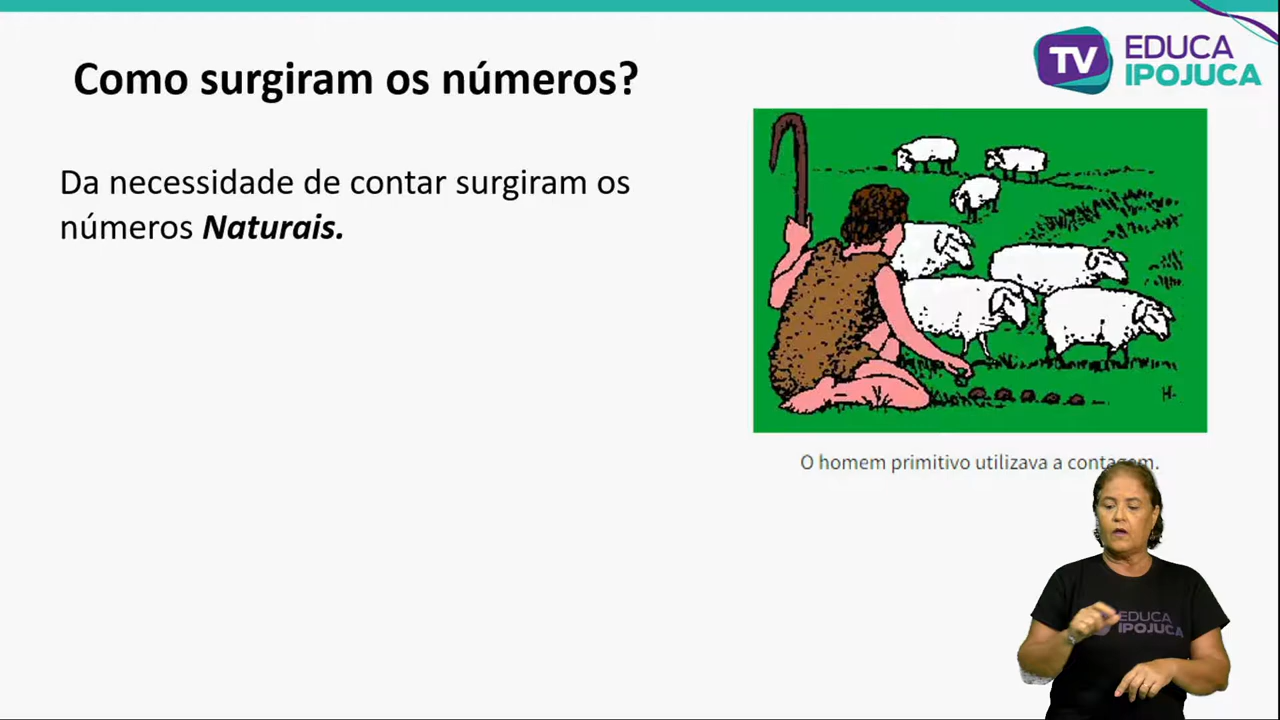 Como surgiram os números?
TV EDUCA
IPOJUCA
Da necessidade de contar surgiram os
números Naturais.
H.
O homem primitivo utilizava a contagem.
EDUCA
IPOJUCA